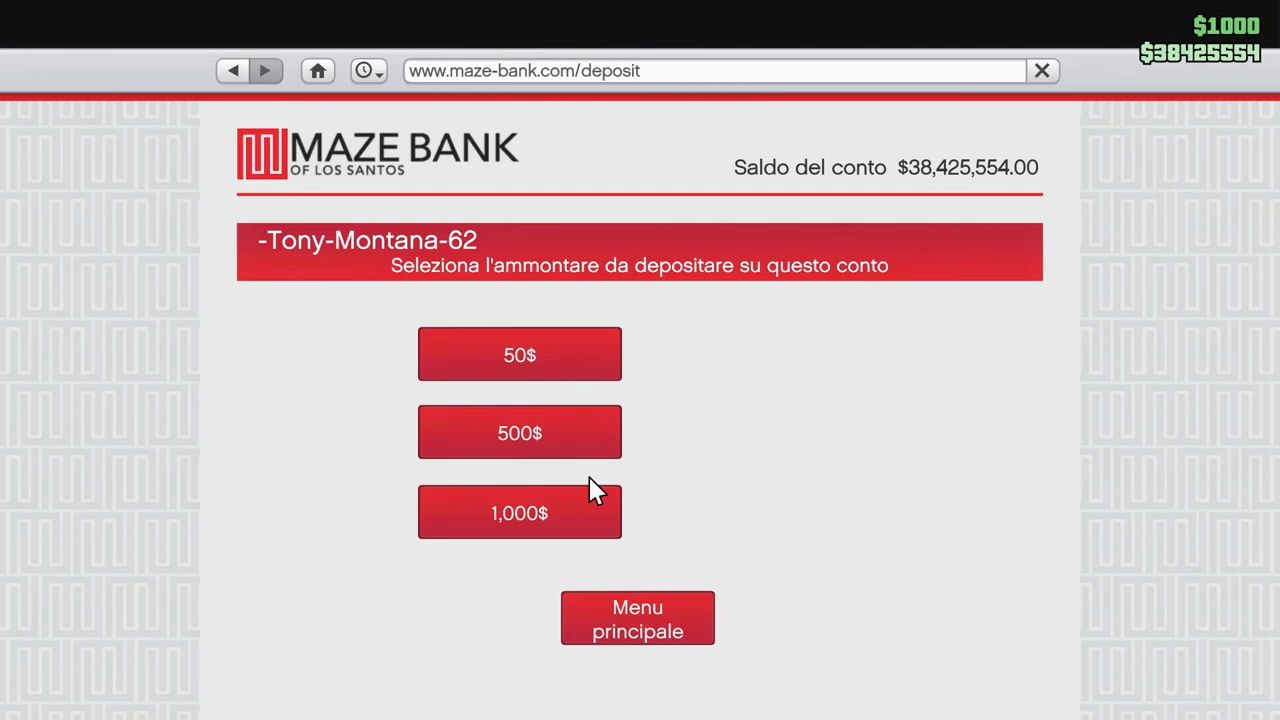 $1000
$38425554
www.maze-bank.com/deposit
MAZE BANK
OF LOS SANTOS
Saldo del conto $38,425,554.00
-Tony-Montana-62
Seleziona l'ammontare da depositare su questo conto
50$
500$
1,000$
Menu
principale